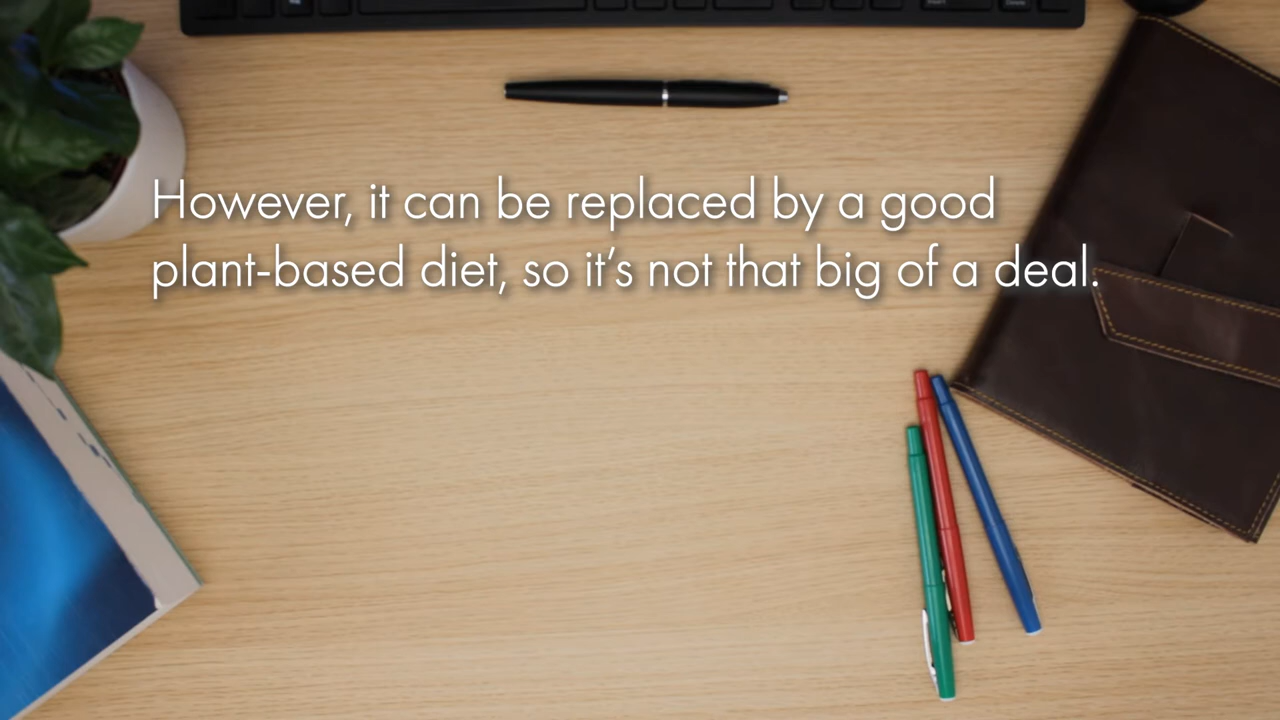 However, it can be replaced by a good
plant-based diet, so it’s not that big of a deal.